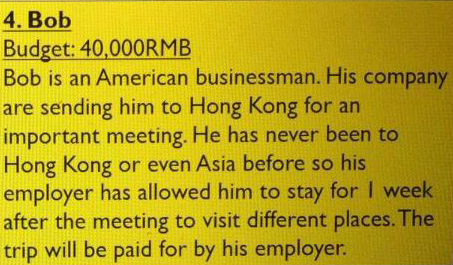 4. Bob
Budget: 40,000RMB
Bob is an American businessman. His company
are sending him to Hong Kong for an
important meeting. He has never been to
Hong Kong or even Asia before so his
employer has allowed him to stay for 1 week
after the meeting to visit different places. The
trip will be paid for by his employer.